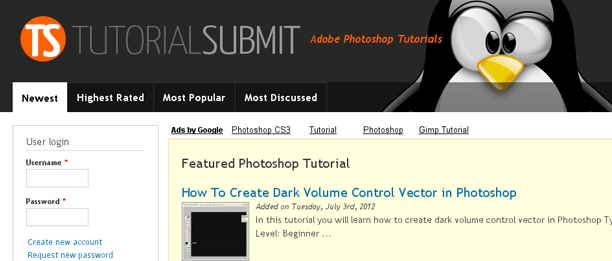 TS TUTORIALSUBMIT Adobe Photoshop Tutorials
Newest Highest Rated Most Popular Most Discussed
User login
Username *
Password *
Create new account
Request new password
Ads by Google Photoshop CS3 Tutorial Photoshop Gimp Tutorial
Featured Photoshop Tutorial
How To Create Dark Volume Control Vector in Photoshop
Added on Tuesday, July 3rd, 2012
In this tutorial you will learn how to create dark volume control vector in Photoshop Ty
Level: Beginner ...